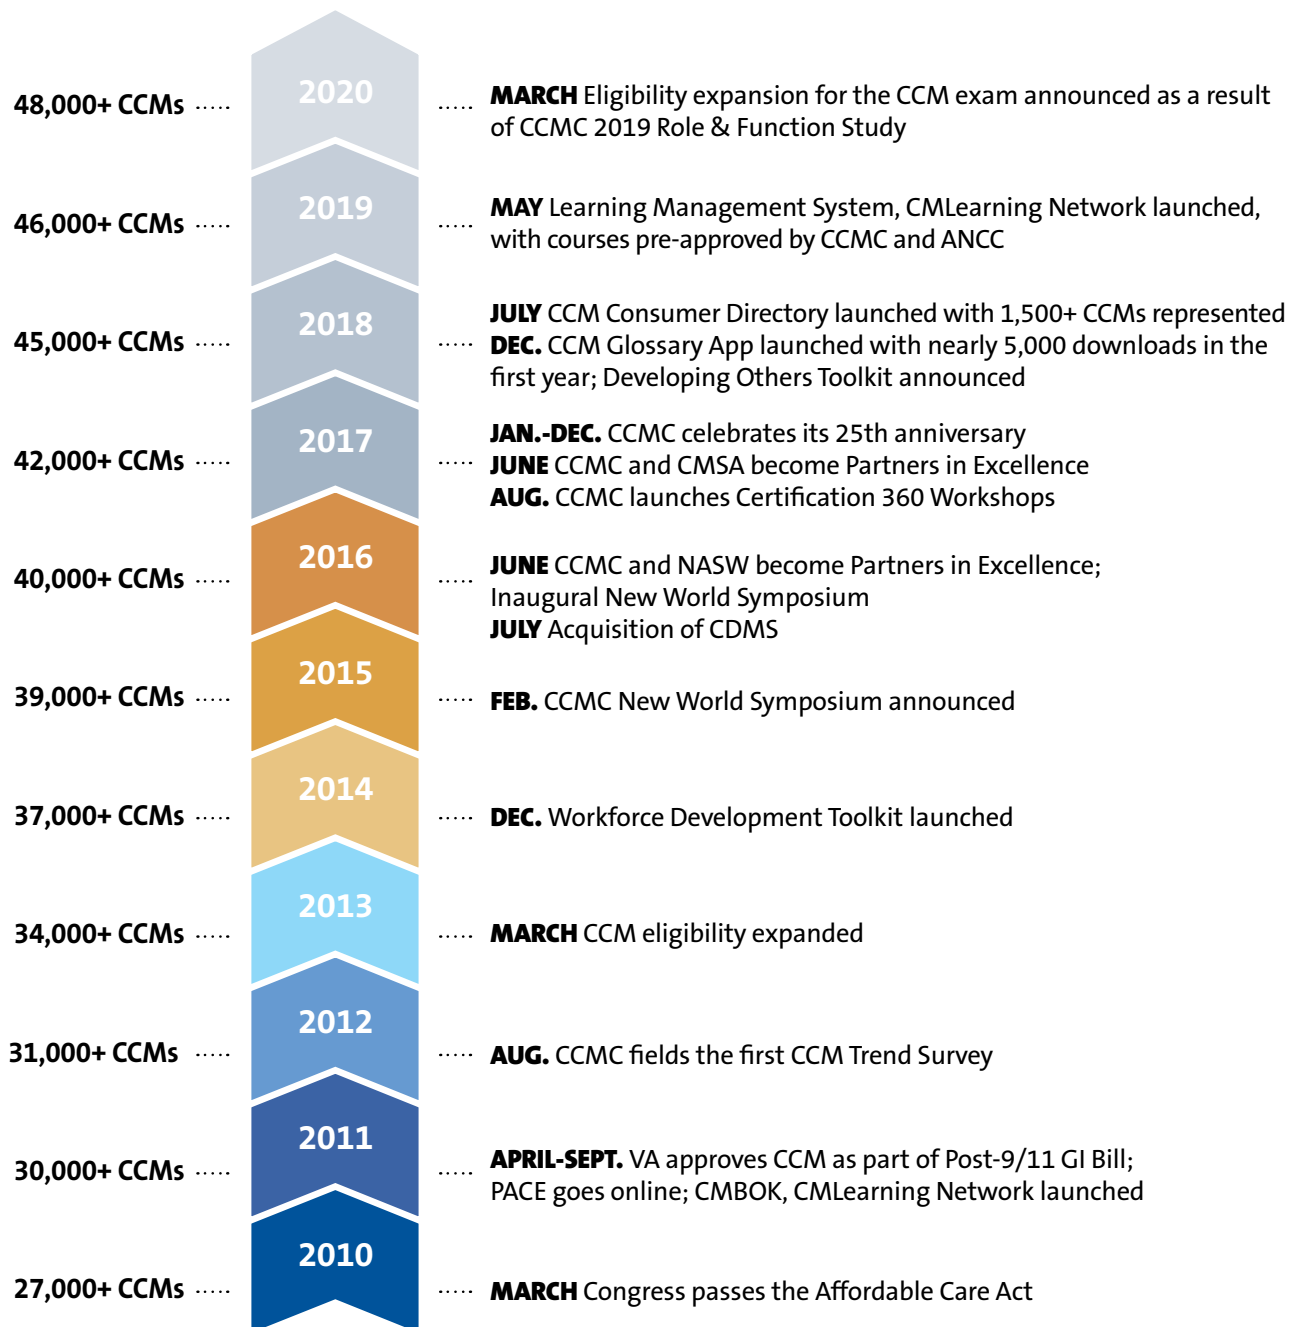 48,000+ CCMs
2020
MARCH Eligibility expansion for the CCM exam announced as a result
of CCMC 2019 Role & Function Study
46,000+ CCMs
2019
MAY Learning Management System, CMLearning Network launched,
with courses pre-approved by CCMC and ANCC
45,000+ CCMs
2018
JULY CCM Consumer Directory launched with 1,500+ CCMs represented
DEC. CCM Glossary App launched with nearly 5,000 downloads in the
first year; Developing Others Toolkit announced
42,000+ CCMs
2017
JAN.-DEC. CCMC celebrates its 25th anniversary
JUNE CCMC and CMSA become Partners in Excellence
AUG. CCMC launches Certification 360 Workshops
40,000+ CCMs
2016
JUNE CCMC and NASW become Partners in Excellence;
Inaugural New World Symposium
JULY Acquisition of CDMS
39,000+ CCMs
2015
FEB. CCMC New World Symposium announced
37,000+ CCMs
2014
DEC. Workforce Development Toolkit launched
34,000+ CCMs
2013
MARCH CCM eligibility expanded
31,000+ CCMs
2012
AUG. CCMC fields the first CCM Trend Survey
30,000+ CCMs
2011
APRIL-SEPT. VA approves CCM as part of Post-9/11 GI Bill;
PACE goes online; CMBOK, CMLearning Network launched
27,000+ CCMs
2010
MARCH Congress passes the Affordable Care Act